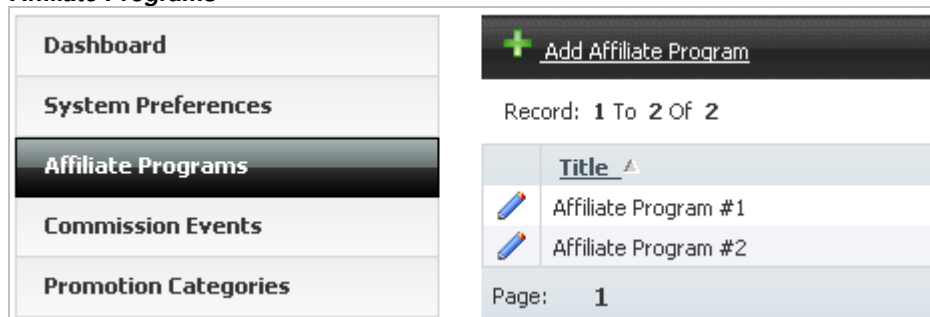 Affiliate Programs
Dashboard
System Preferences
Affiliate Programs
Commission Events
Promotion Categories
Add Affiliate Program
Record: 1 To 2 Of 2
Title
Affiliate Program #1
Affiliate Program #2
Page: 1